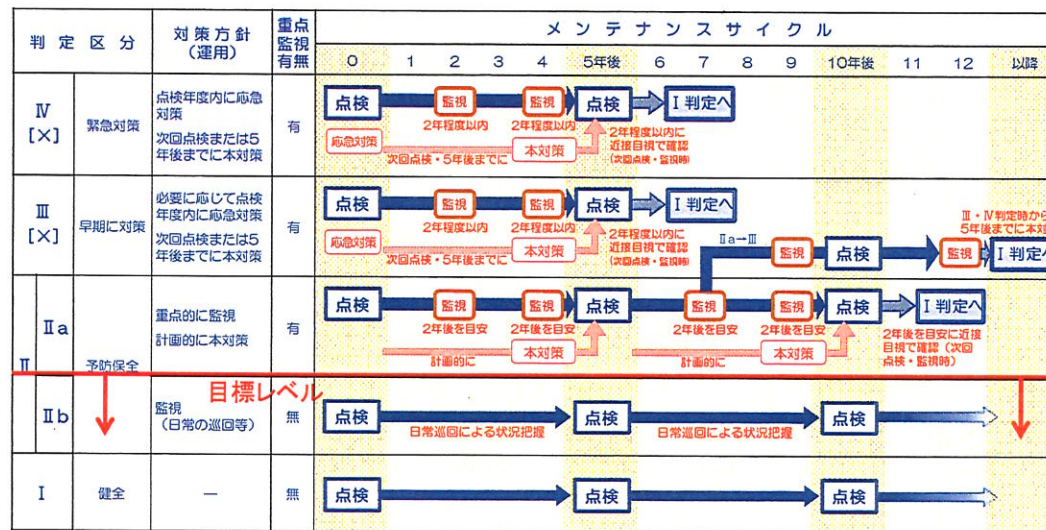 判定区分
対策方針
（運用）
重点
監視
有無
メンテナンスサイクル
0 1 2 3 4 5年後 6 7 8 9 10年後 11 12 以降
Ⅳ
[×]
緊急対策
点検年度内に応急
対策
次回点検または5
年後までに本対策
有
点検 監視 監視 点検 Ⅰ判定へ
2年程度以内 2年程度以内
応急対策 本対策
次回点検・5年後までに
2年程度以内に
近接目視で確認
(次回点検・監視時)
Ⅲ
[×]
早期に対策
必要に応じて点検
年度内に応急対策
次回点検または5
年後までに本対策
有
点検 監視 監視 点検 Ⅰ判定へ
2年程度以内 2年程度以内
応急対策 本対策
次回点検・5年後までに
2年程度以内に
近接目視で確認
(次回点検・監視時)
Ⅱa→Ⅲ
監視 点検 監視 Ⅰ判定へ
Ⅲ・Ⅳ判定時から
5年後までに本対
Ⅱ
Ⅱa
予防保全
重点的に監視
計画的に本対策
有
点検 監視 監視 点検 監視 監視 点検 Ⅰ判定へ
2年後を目安 2年後を目安 2年後を目安 2年後を目安
計画的に 本対策 計画的に 本対策
2年後を目安に近接
目視で確認（次回
点検・監視時）
目標レベル
Ⅱb
監視
（日常の巡回等）
無
点検 点検 点検
日常巡回による状況把握 日常巡回による状況把握
Ⅰ
健全
―
無
点検 点検 点検